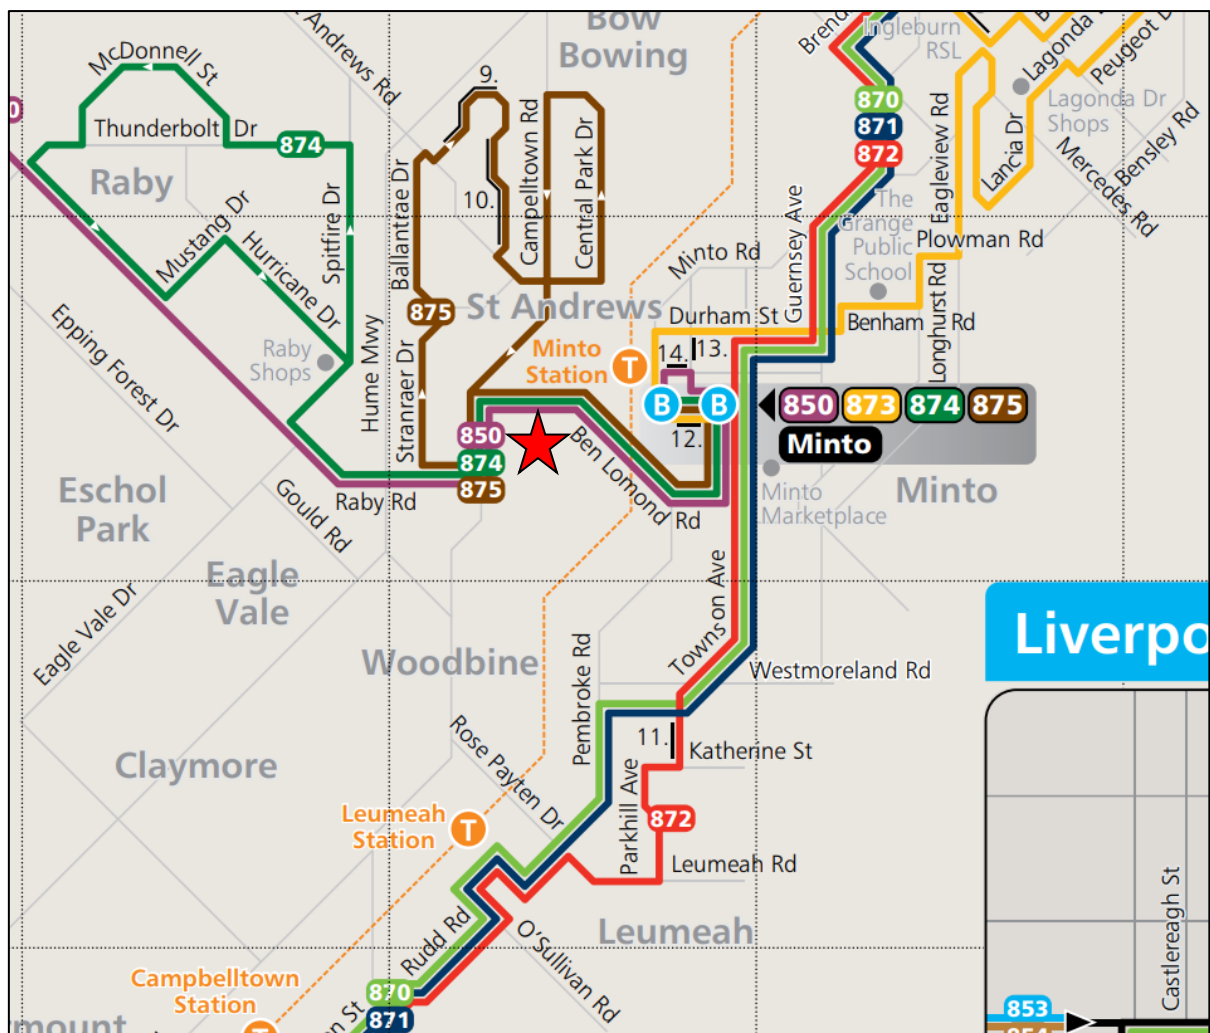 Bow
Bowing
Andrews Rd
McDonnell St
Thunderbolt Dr
874
Raby
Mustang Dr
Hurricane Dr
Spitfire Dr
Epping Forest Dr
Raby
Shops
Hume Mwy
Ballantrae Dr
Stranraer Dr
9.
10.
Campelltown Rd
Central Park Dr
875
St Andrews
Minto
Station
T
Minto Rd
Durham St
14.
13.
B
B
12.
Guernsey Ave
Ingleburn
RSL
870
871
872
The
Grange
Public
School
Eagleview Rd
Lancia Dr
Lagonda
Peugeot
Lagonda Dr
Shops
Mercedes Rd
Bensley Rd
Plowman Rd
Benham Rd
Longhurst Rd
850 873 874 875
Minto
Minto
Marketplace
Minto
850
874
875
Ben Lomond Rd
Raby Rd
Gould Rd
Eschol
Park
Eagle
Vale
Eagle Vale Dr
Woodbine
Claymore
Townson Ave
Westmoreland Rd
Pembroke Rd
11.
Katherine St
Parkhill Ave
872
Leumeah Rd
Rose Payten Dr
Leumeah
Station
T
Leumeah
Rudd Rd
O'Sullivan Rd
Campbelltown
Station
870
871
Liverpo
Castlereagh St
853